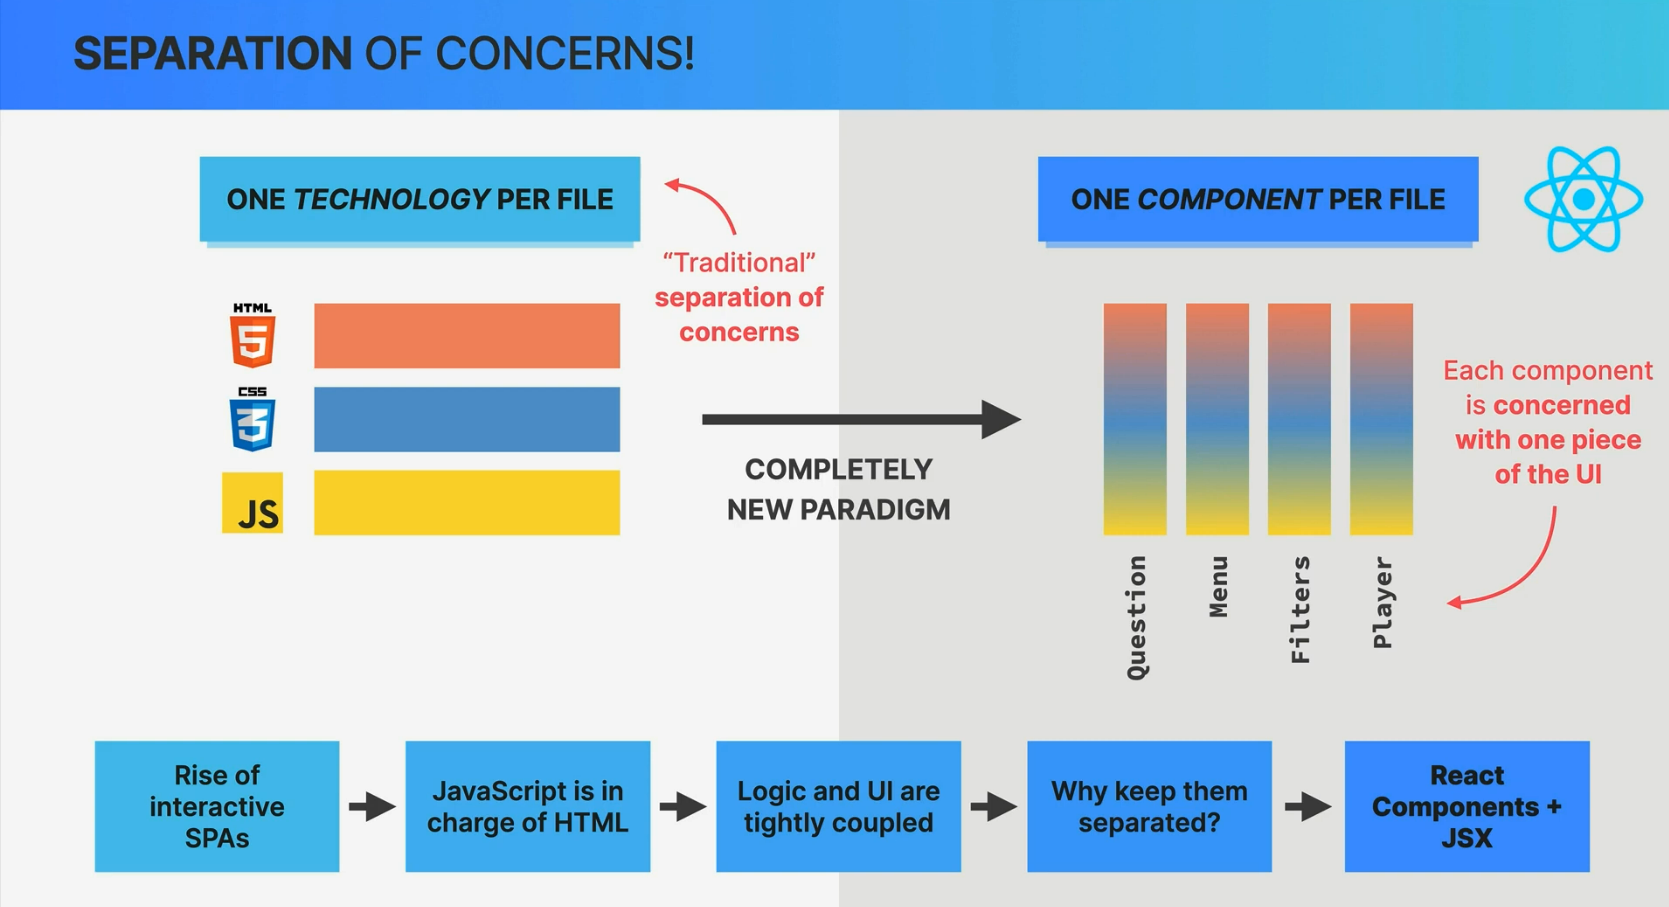 SEPARATION OF CONCERNS!
ONE TECHNOLOGY PER FILE
“Traditional”
separation of
concerns
HTML
5
CSS
3
JS
COMPLETELY
NEW PARADIGM
ONE COMPONENT PER FILE
Question
Menu
Filters
Player
Each component
is concerned
with one piece
of the UI
Rise of
interactive
SPAs
JavaScript is in
charge of HTML
Logic and UI are
tightly coupled
Why keep them
separated?
React
Components +
JSX